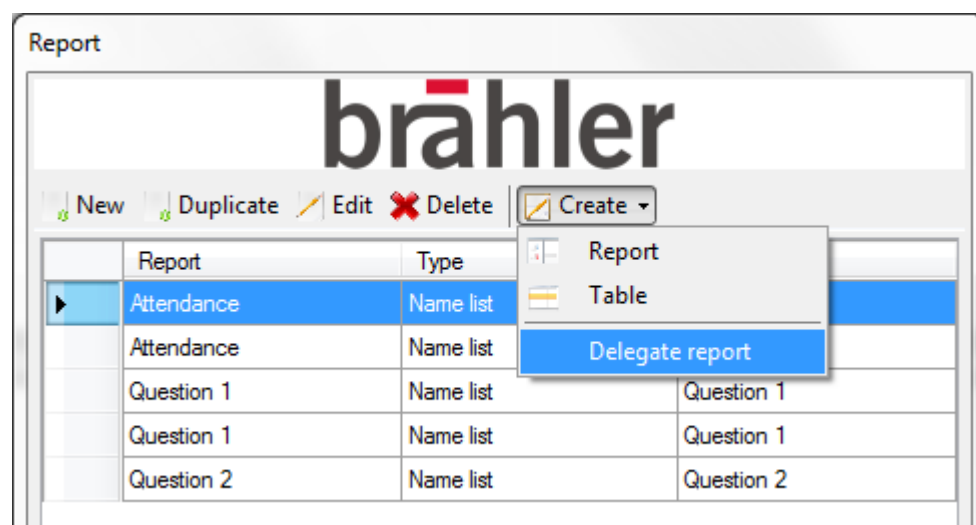 Report
brähler
New Duplicate Edit Delete Create
Report Type
Report
Table
Delegate report
Attendance Name list
Attendance Name list
Question 1 Name list Question 1
Question 1 Name list Question 1
Question 2 Name list Question 2